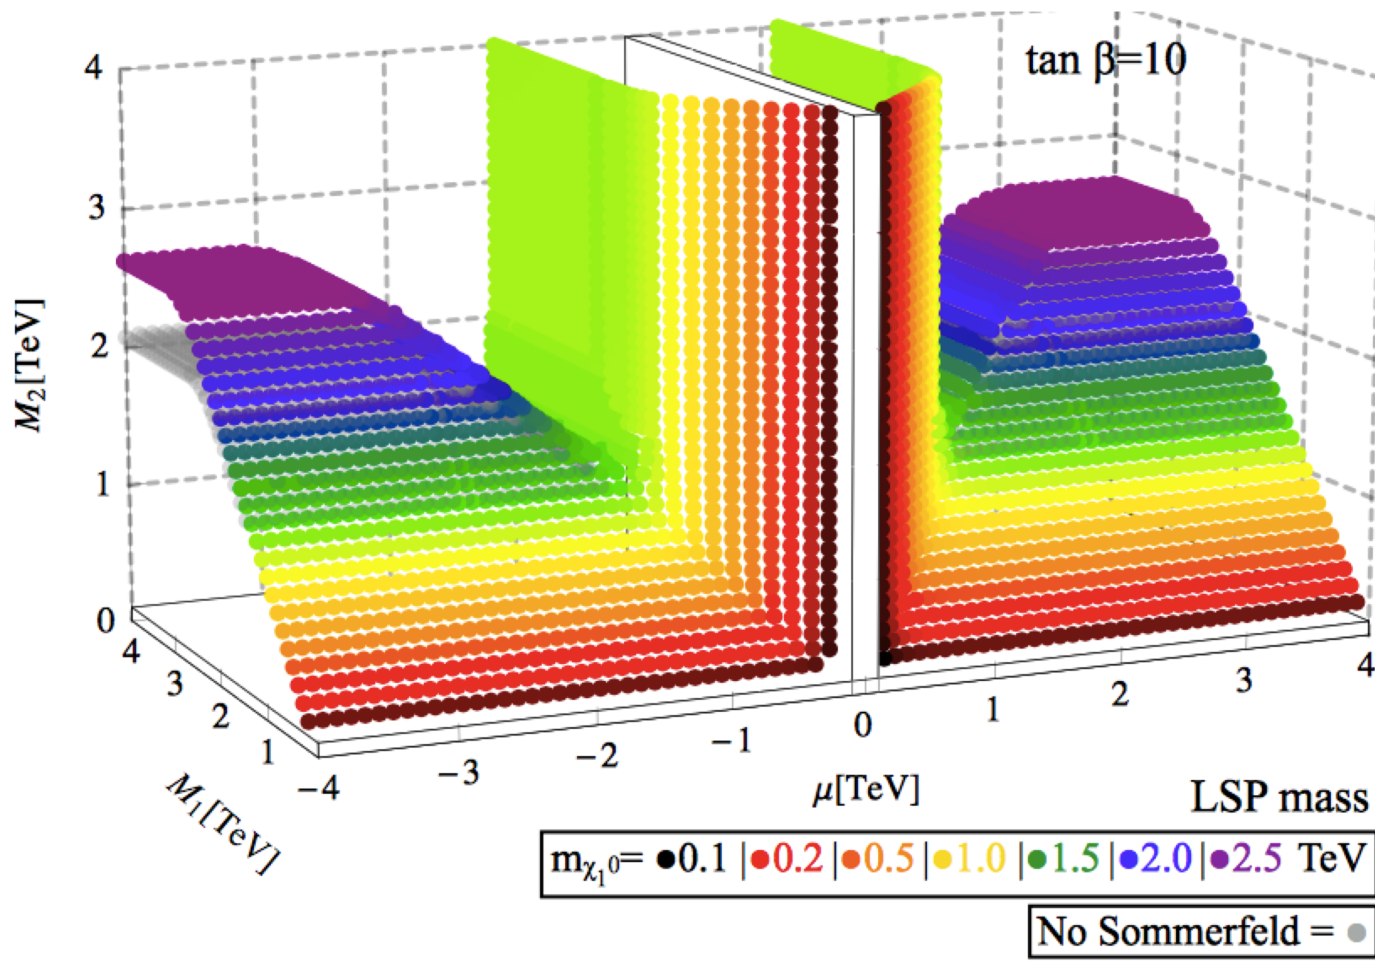 tan β=10
4
3
2
1
0
M₂[TeV]
4
3
2
1
M₁[TeV]
−4
−3
−2
−1
0
1
2
3
4
μ[TeV]
LSP mass
mχ₁⁰= ●0.1 |●0.2|●0.5|●1.0|●1.5|●2.0|●2.5 TeV
No Sommerfeld = ●